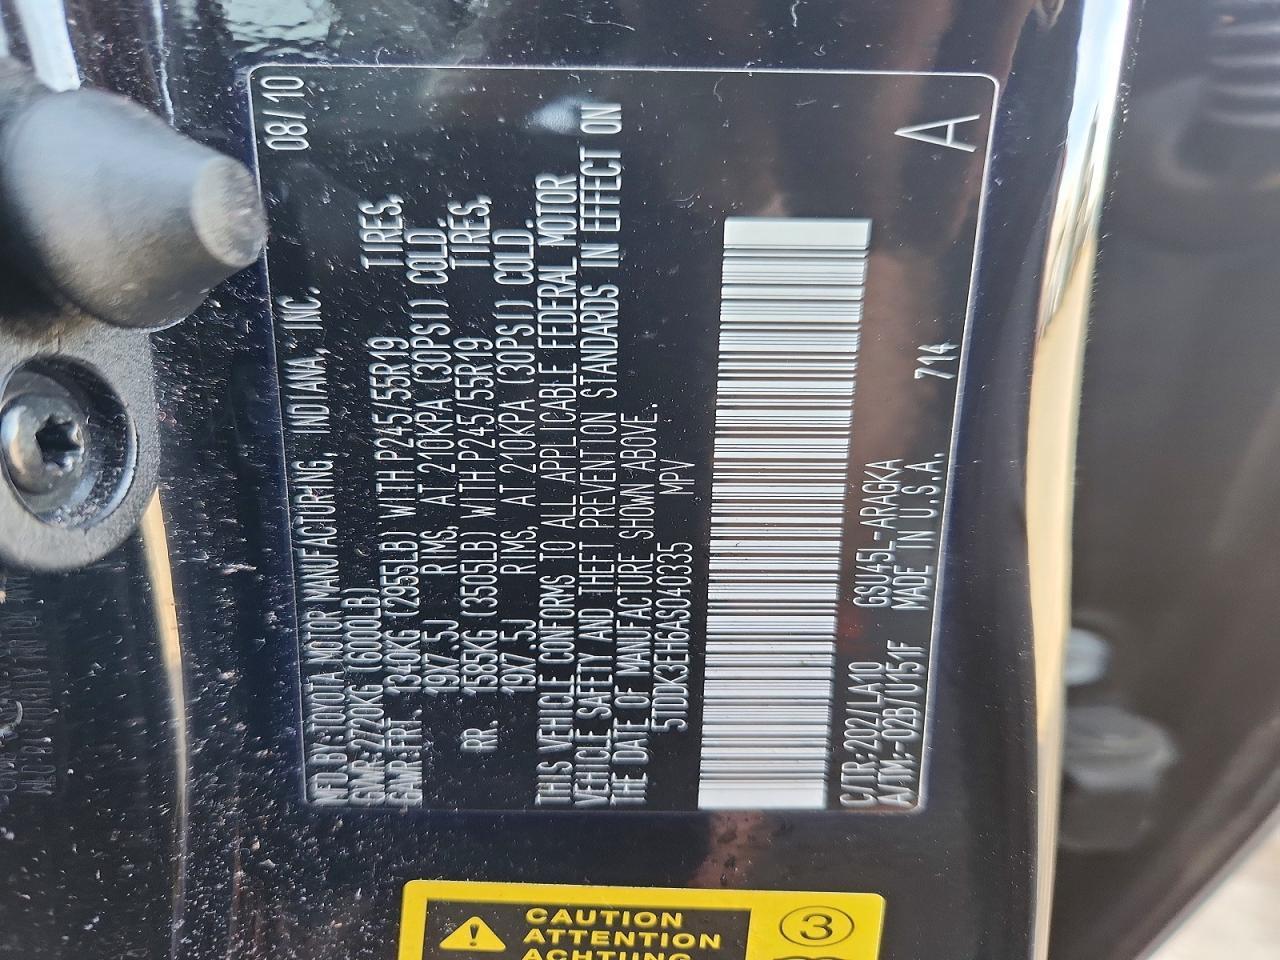 MFD.BY:TOYOTA MOTOR MANUFACTURING, INDIANA, INC. 08/10
GVWR:2720KG(6000LB)
GAWR:FRT. 1340KG(2955LB) WITH P245/55R19 TIRES,
19X7.5J RIMS, AT 210KPA(30PSI) COLD.
RR. 1585KG(3505LB) WITH P245/55R19 TIRES,
19X7.5J RIMS, AT 210KPA(30PSI) COLD.
THIS VEHICLE CONFORMS TO ALL APPLICABLE FEDERAL MOTOR
VEHICLE SAFETY AND THEFT PREVENTION STANDARDS IN EFFECT ON
THE DATE OF MANUFACTURE SHOWN ABOVE.
5TDDK3EH6AS040335 MPV
C/TR:202/LA10 GSU45L-ARAGKA
A/TM:-02B/U151F MADE IN U.S.A. 714 A
CAUTION
ATTENTION
ACHTUNG
3